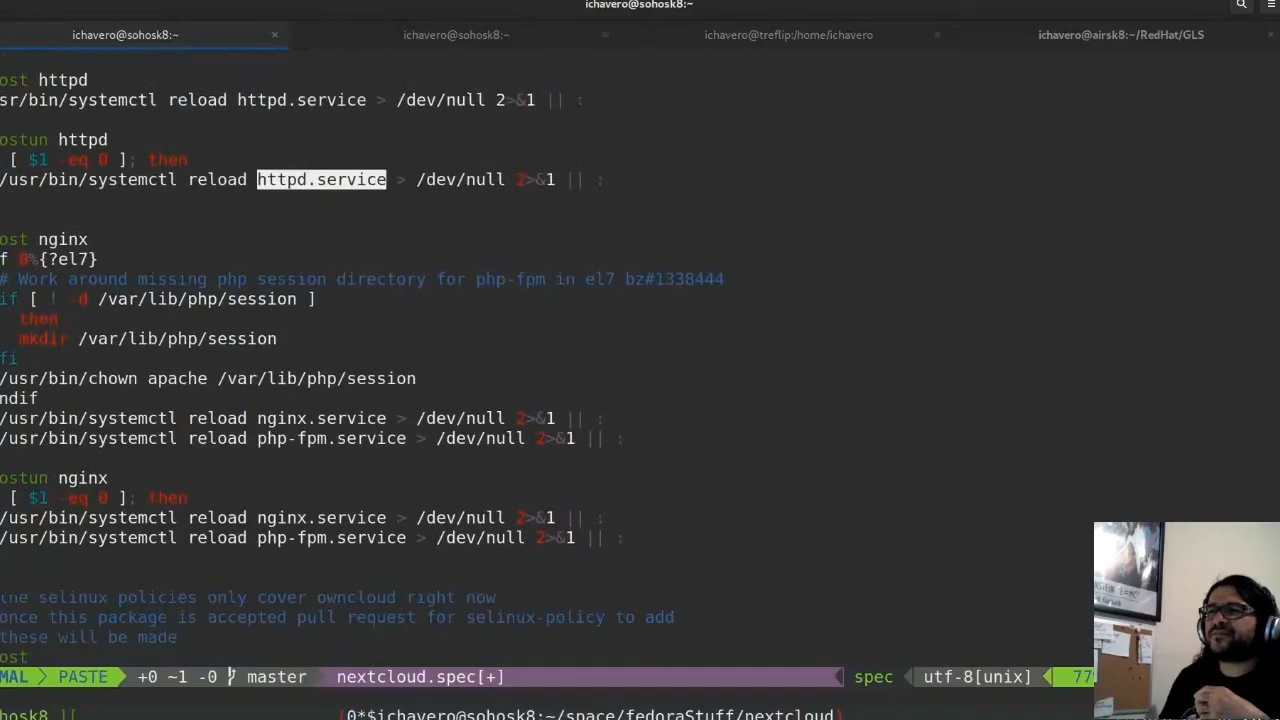 ichavero@sohosk8:~
ichavero@sohosk8:~ × ichavero@sohosk8:~ × ichavero@treflip:/home/ichavero × ichavero@airsk8:~/RedHat/GLS ×
ost httpd
sr/bin/systemctl reload httpd.service > /dev/null 2>&1 || :
ostun httpd
[ $1 -eq 0 ]; then
/usr/bin/systemctl reload httpd.service > /dev/null 2>&1 || :
ost nginx
f 0%{?el7}
# Work around missing php session directory for php-fpm in el7 bz#1338444
if [ ! -d /var/lib/php/session ]
then
mkdir /var/lib/php/session
fi
/usr/bin/chown apache /var/lib/php/session
ndif
/usr/bin/systemctl reload nginx.service > /dev/null 2>&1 || :
/usr/bin/systemctl reload php-fpm.service > /dev/null 2>&1 || :
ostun nginx
[ $1 -eq 0 ]; then
/usr/bin/systemctl reload nginx.service > /dev/null 2>&1 || :
/usr/bin/systemctl reload php-fpm.service > /dev/null 2>&1 || :
the selinux policies only cover owncloud right now
once this package is accepted pull request for selinux-policy to add
these will be made
ost
MAL PASTE +0 ~1 -0 master nextcloud.spec[+] spec utf-8[unix] 77
hosk8 ][ (0*$ichavero@sohosk8:~/space/fedoraStuff/nextcloud)